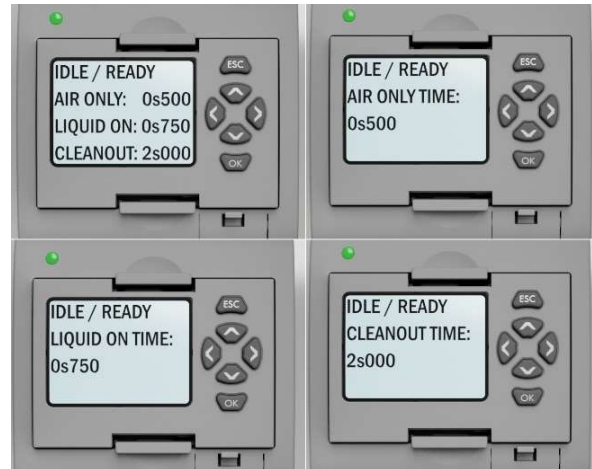 IDLE / READY
AIR ONLY: 0s500
LIQUID ON: 0s750
CLEANOUT: 2s000
ESC
OK
IDLE / READY
AIR ONLY TIME:
0s500
ESC
OK
IDLE / READY
LIQUID ON TIME:
0s750
ESC
OK
IDLE / READY
CLEANOUT TIME:
2s000
ESC
OK